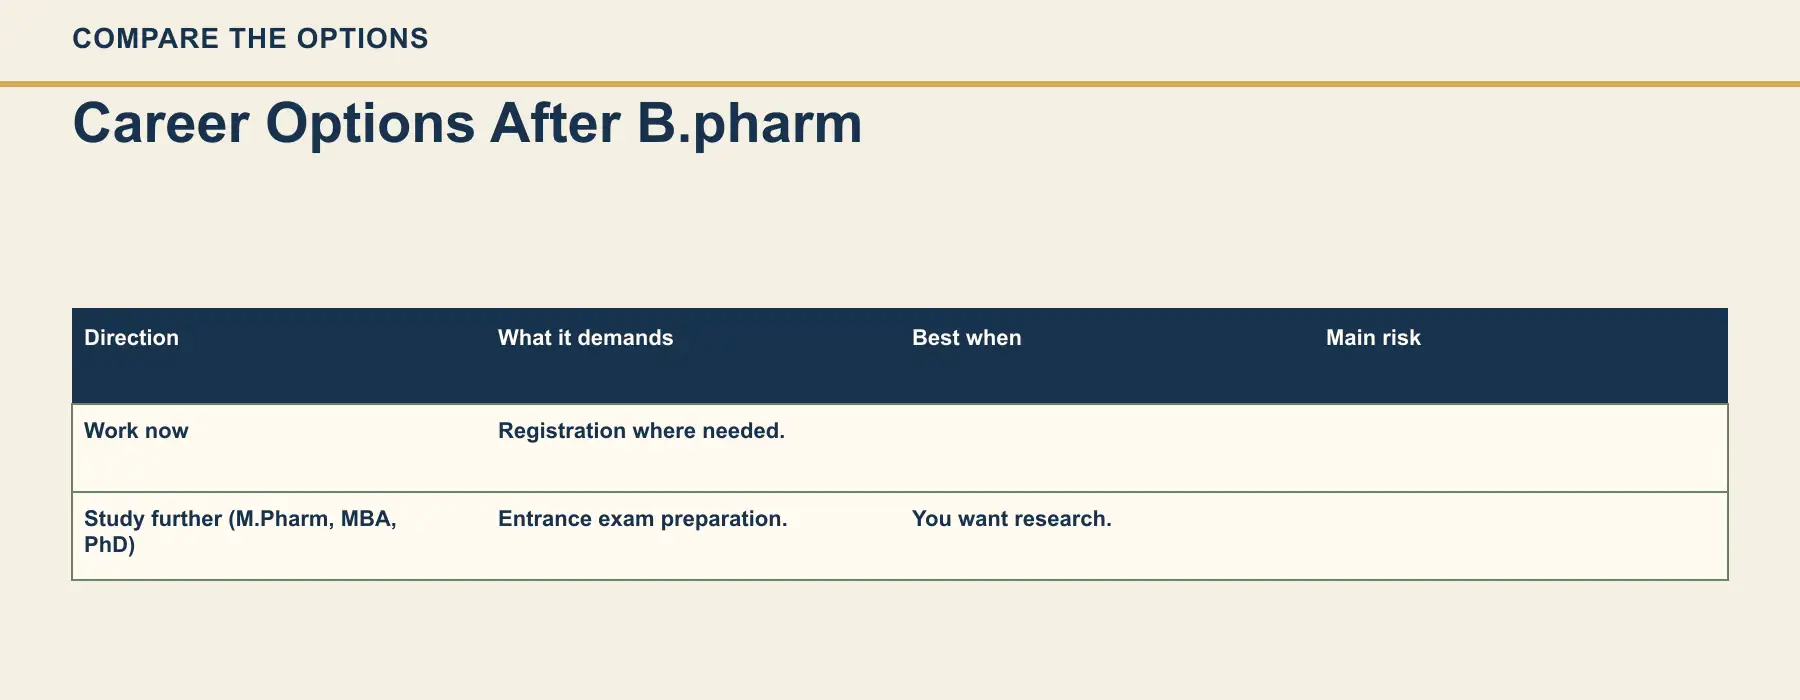 COMPARE THE OPTIONS
Career Options After B.pharm
Direction What it demands Best when Main risk
Work now Registration where needed.
Study further (M.Pharm, MBA, Entrance exam preparation. You want research.
PhD)